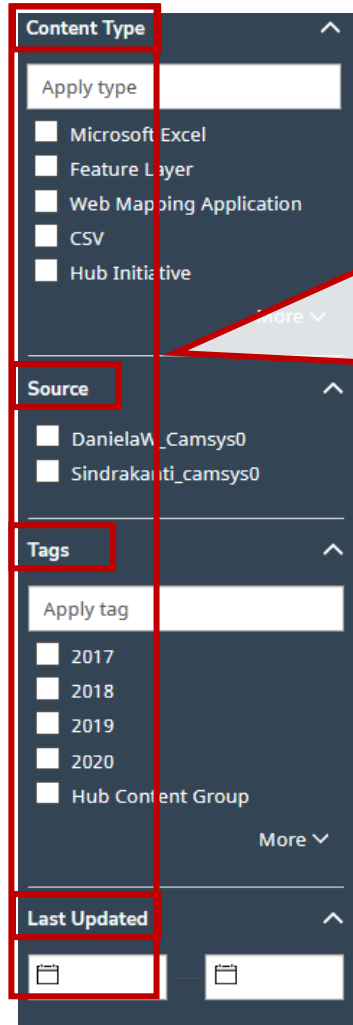 Content Type
Apply type
Microsoft Excel
Feature Layer
Web Mapping Application
CSV
Hub Initiative
More
Source
DanielaW_Camsys0
Sindrakanti_camsys0
Tags
Apply tag
2017
2018
2019
2020
Hub Content Group
More
Last Updated